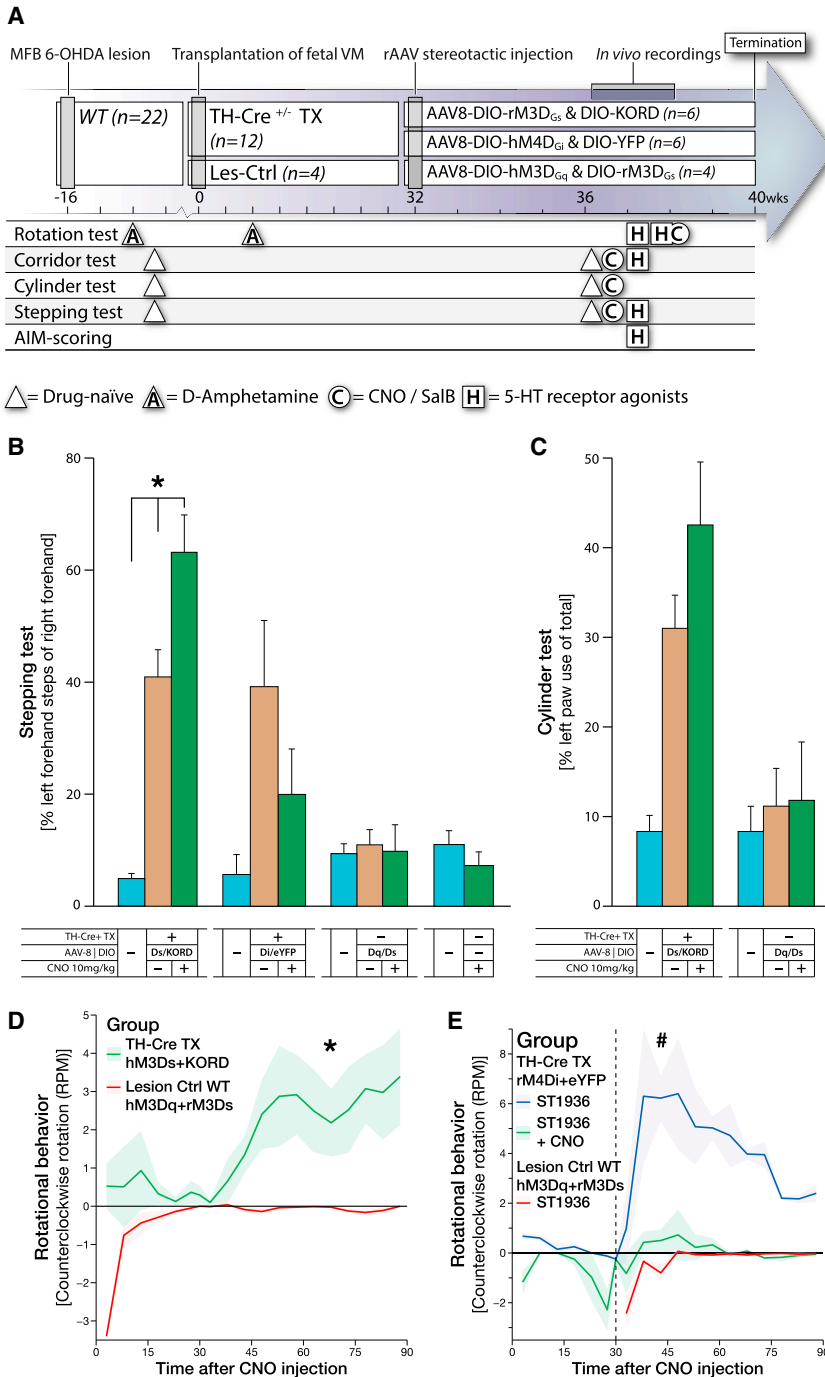 A
MFB 6-OHDA lesion
Transplantation of fetal VM
rAAV stereotactic injection
In vivo recordings
Termination
WT (n=22)
TH-Cre +/- TX
(n=12)
Les-Ctrl (n=4)
AAV8-DIO-rM3DGs & DIO-KORD (n=6)
AAV8-DIO-hM4DGi & DIO-YFP (n=6)
AAV8-DIO-hM3DGq & DIO-rM3DGs (n=4)
-16 0 32 36 40wks
Rotation test A A H H C
Corridor test C H
Cylinder test C
Stepping test C H
AIM-scoring H
= Drug-naïve A = D-Amphetamine C = CNO / SalB H = 5-HT receptor agonists
B
Stepping test
[% left forehand steps of right forehand]
80
60
40
20
0
*
TH-Cre+ TX + + − −
AAV-8 | DIO − Ds/KORD − Di/eYFP − Dq/Ds − −
CNO 10mg/kg − + − + − + +
C
Cylinder test
[% left paw use of total]
50
40
30
20
10
0
TH-Cre+ TX + −
AAV-8 | DIO − Ds/KORD − Dq/Ds
CNO 10mg/kg − + − +
D
Rotational behavior
[Counterclockwise rotation (RPM)]
5
4
3
2
1
0
−1
−2
−3
Group
TH-Cre TX
hM3Ds+KORD
Lesion Ctrl WT
hM3Dq+rM3Ds
*
0 15 30 45 60 75 90
Time after CNO injection
E
Rotational behavior
[Counterclockwise rotation (RPM)]
8
6
4
2
0
−2
Group
TH-Cre TX
rM4Di+eYFP
ST1936
ST1936
+ CNO
Lesion Ctrl WT
hM3Dq+rM3Ds
ST1936
#
0 15 30 45 60 75 90
Time after CNO injection